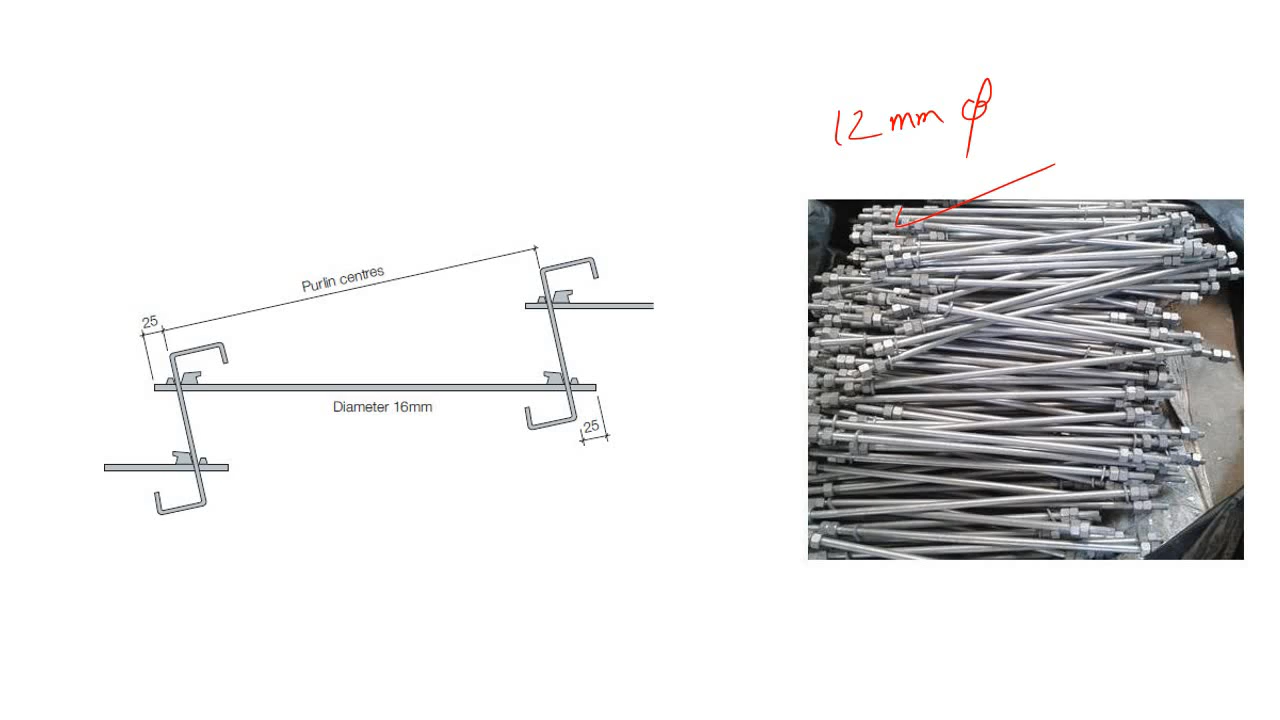 12 mm φ
Purlin centres
25
Diameter 16mm
25